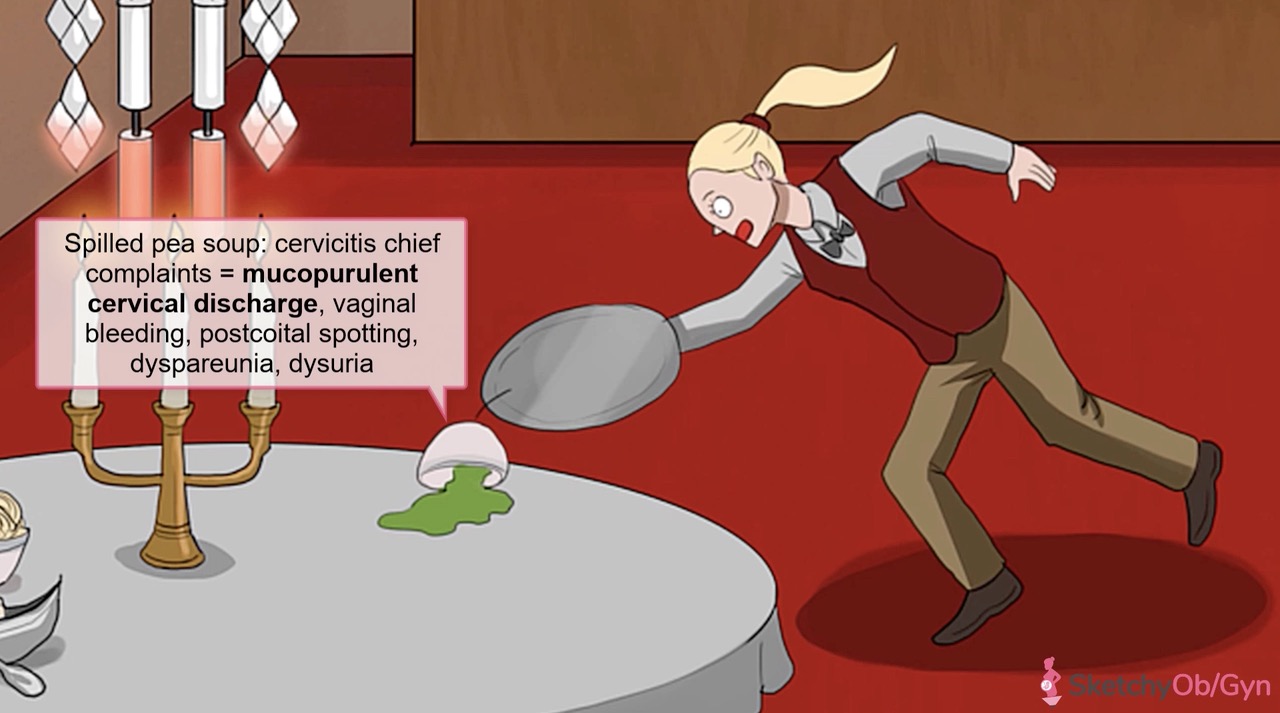 Spilled pea soup: cervicitis chief
complaints = mucopurulent
cervical discharge, vaginal
bleeding, postcoital spotting,
dyspareunia, dysuria
SketchyOb/Gyn